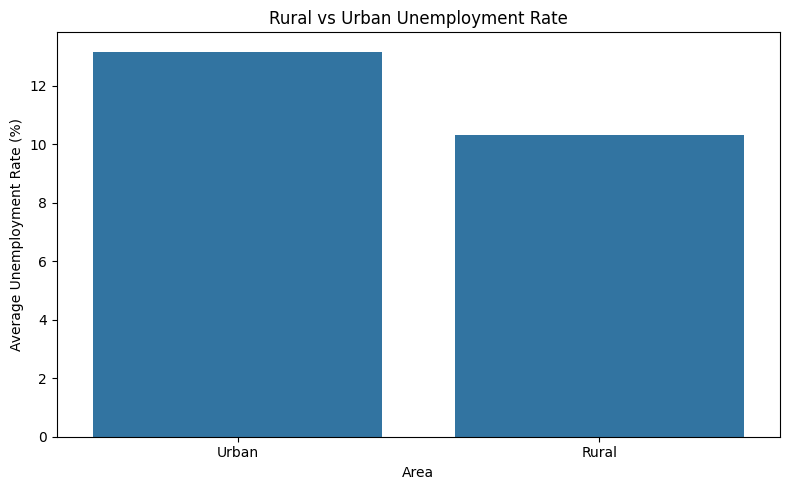 Rural vs Urban Unemployment Rate
Average Unemployment Rate (%)
12
10
8
6
4
2
0
Urban
Rural
Area